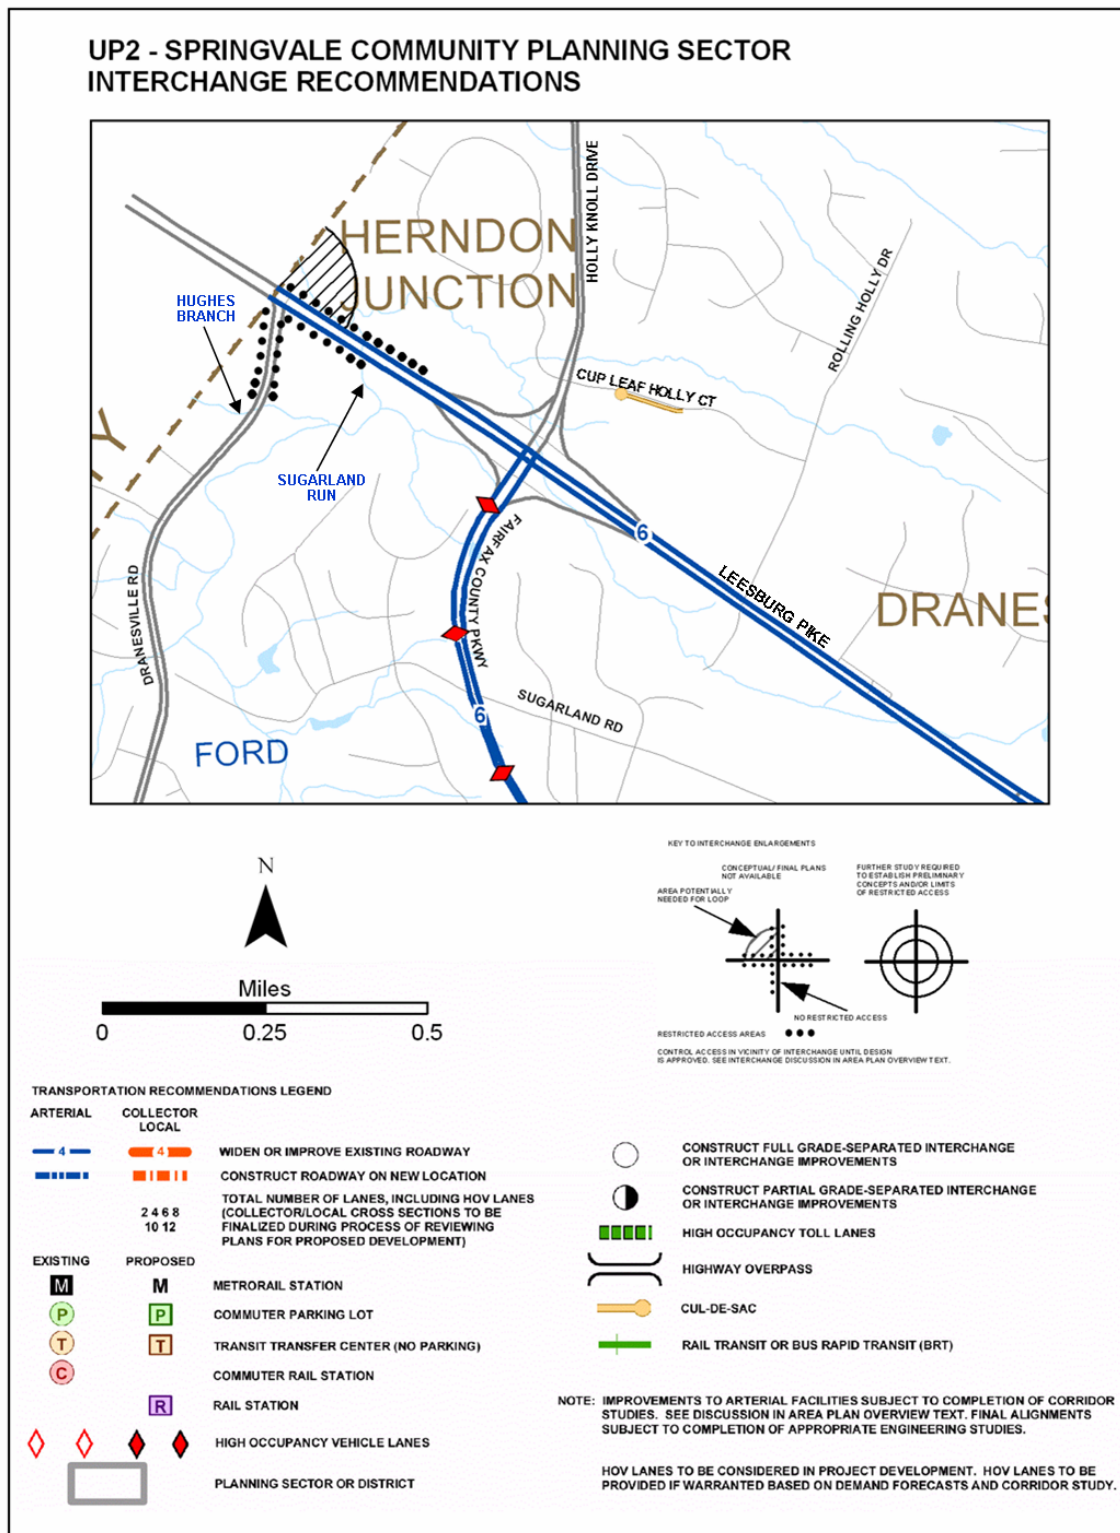 UP2 - SPRINGVALE COMMUNITY PLANNING SECTOR
INTERCHANGE RECOMMENDATIONS
HERNDON
JUNCTION
HOLLY KNOLL DRIVE
ROLLING HOLLY DR
HUGHES
BRANCH
CUP LEAF HOLLY CT
Y
SUGARLAND
RUN
FAIRFAX COUNTY PKWY
6
LEESBURG PIKE
DRANES
DRANESVILLE RD
SUGARLAND RD
6
FORD
N
Miles
0 0.25 0.5
KEY TO INTERCHANGE ENLARGEMENTS
CONCEPTUAL/ FINAL PLANS
NOT AVAILABLE
FURTHER STUDY REQUIRED
TO ESTABLISH PRELIMINARY
CONCEPTS AND/OR LIMITS
OF RESTRICTED ACCESS
AREA POTENTIALLY
NEEDED FOR LOOP
NO RESTRICTED ACCESS
RESTRICTED ACCESS AREAS
CONTROL ACCESS IN VICINITY OF INTERCHANGE UNTIL DESIGN
IS APPROVED. SEE INTERCHANGE DISCUSSION IN AREA PLAN OVERVIEW TEXT.
TRANSPORTATION RECOMMENDATIONS LEGEND
ARTERIAL
COLLECTOR
LOCAL
4 4 WIDEN OR IMPROVE EXISTING ROADWAY
CONSTRUCT ROADWAY ON NEW LOCATION
2 4 6 8
10 12
TOTAL NUMBER OF LANES, INCLUDING HOV LANES
(COLLECTOR/LOCAL CROSS SECTIONS TO BE
FINALIZED DURING PROCESS OF REVIEWING
PLANS FOR PROPOSED DEVELOPMENT)
EXISTING PROPOSED
M M METRORAIL STATION
P P COMMUTER PARKING LOT
T T TRANSIT TRANSFER CENTER (NO PARKING)
C COMMUTER RAIL STATION
R RAIL STATION
HIGH OCCUPANCY VEHICLE LANES
PLANNING SECTOR OR DISTRICT
CONSTRUCT FULL GRADE-SEPARATED INTERCHANGE
OR INTERCHANGE IMPROVEMENTS
CONSTRUCT PARTIAL GRADE-SEPARATED INTERCHANGE
OR INTERCHANGE IMPROVEMENTS
HIGH OCCUPANCY TOLL LANES
HIGHWAY OVERPASS
CUL-DE-SAC
RAIL TRANSIT OR BUS RAPID TRANSIT (BRT)
NOTE: IMPROVEMENTS TO ARTERIAL FACILITIES SUBJECT TO COMPLETION OF CORRIDOR
STUDIES. SEE DISCUSSION IN AREA PLAN OVERVIEW TEXT. FINAL ALIGNMENTS
SUBJECT TO COMPLETION OF APPROPRIATE ENGINEERING STUDIES.
HOV LANES TO BE CONSIDERED IN PROJECT DEVELOPMENT. HOV LANES TO BE
PROVIDED IF WARRANTED BASED ON DEMAND FORECASTS AND CORRIDOR STUDY.